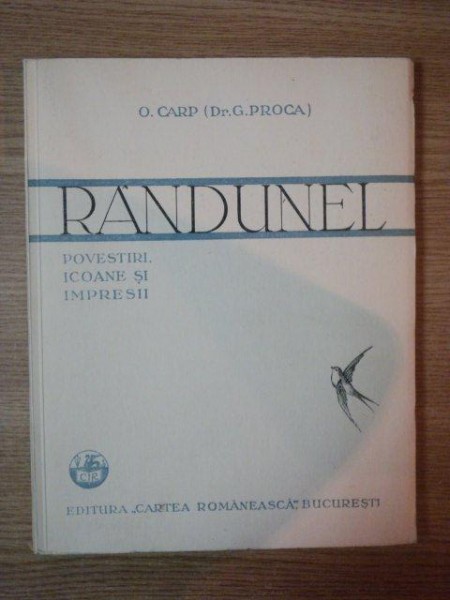 O. CARP (Dr. G. PROCA)
RÂNDUNEL
POVESTIRI,
ICOANE ȘI
IMPRESII
C.R.
EDITURA „CARTEA ROMÂNEASCĂ", BUCUREȘTI